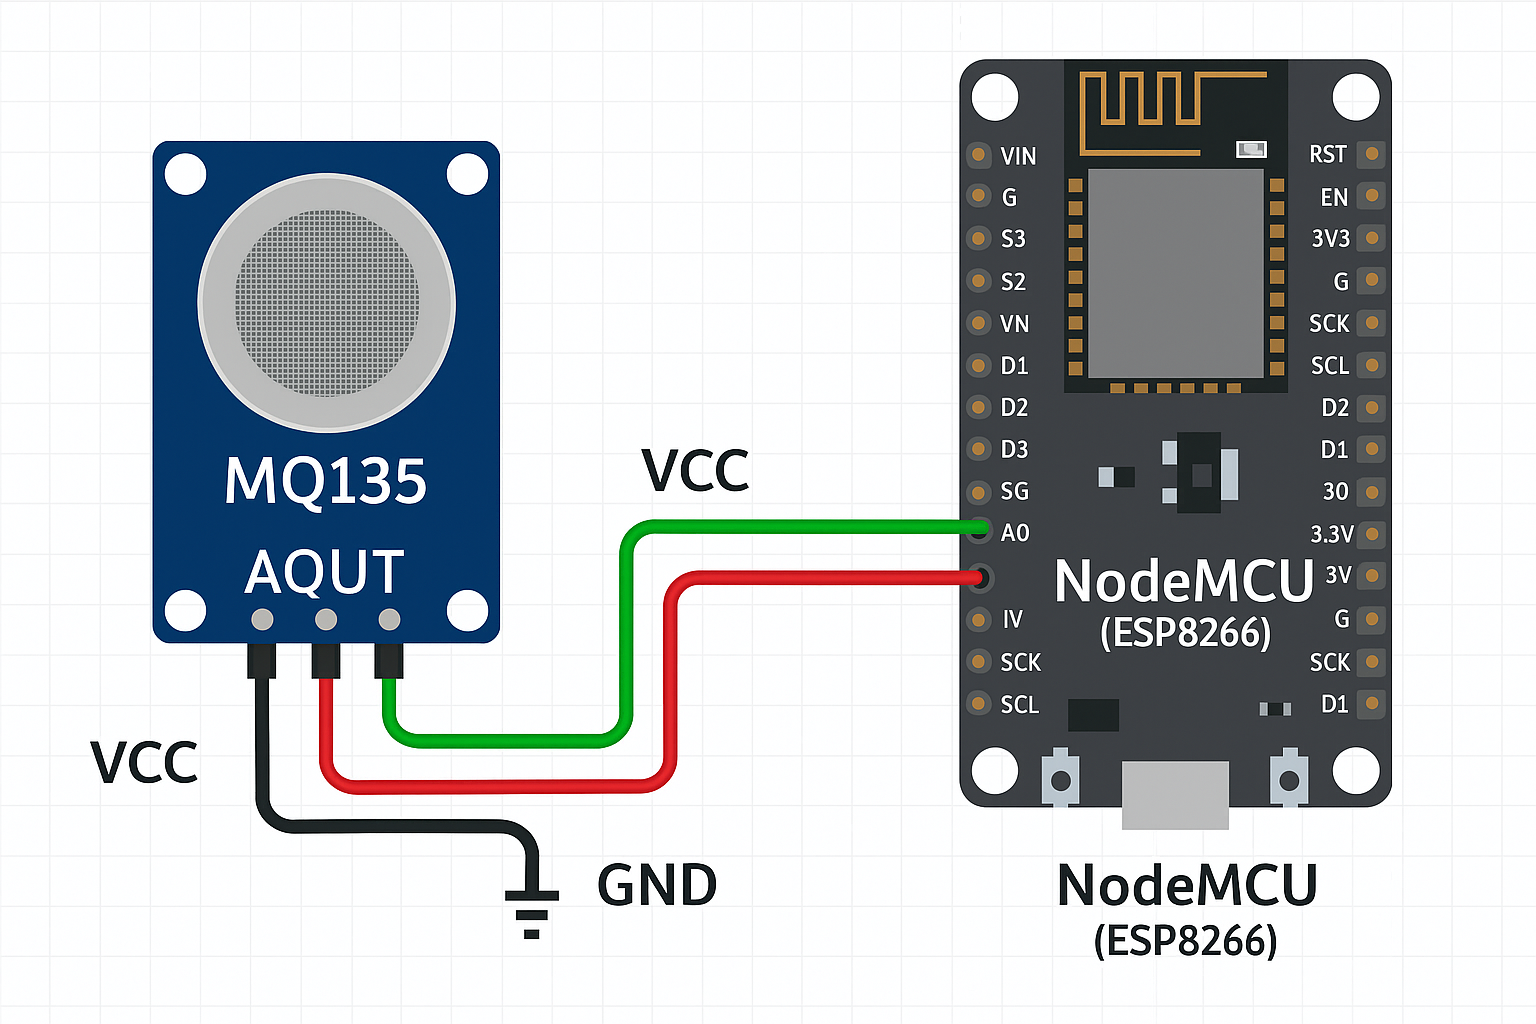 MQ135
AQUT
VCC
VCC
GND
VIN
G
S3
S2
VN
D1
D2
D3
SG
A0
IV
SCK
SCL
RST
EN
3V3
G
SCK
SCL
D2
D1
30
3.3V
3V
G
SCK
D1
NodeMCU
(ESP8266)
NodeMCU
(ESP8266)